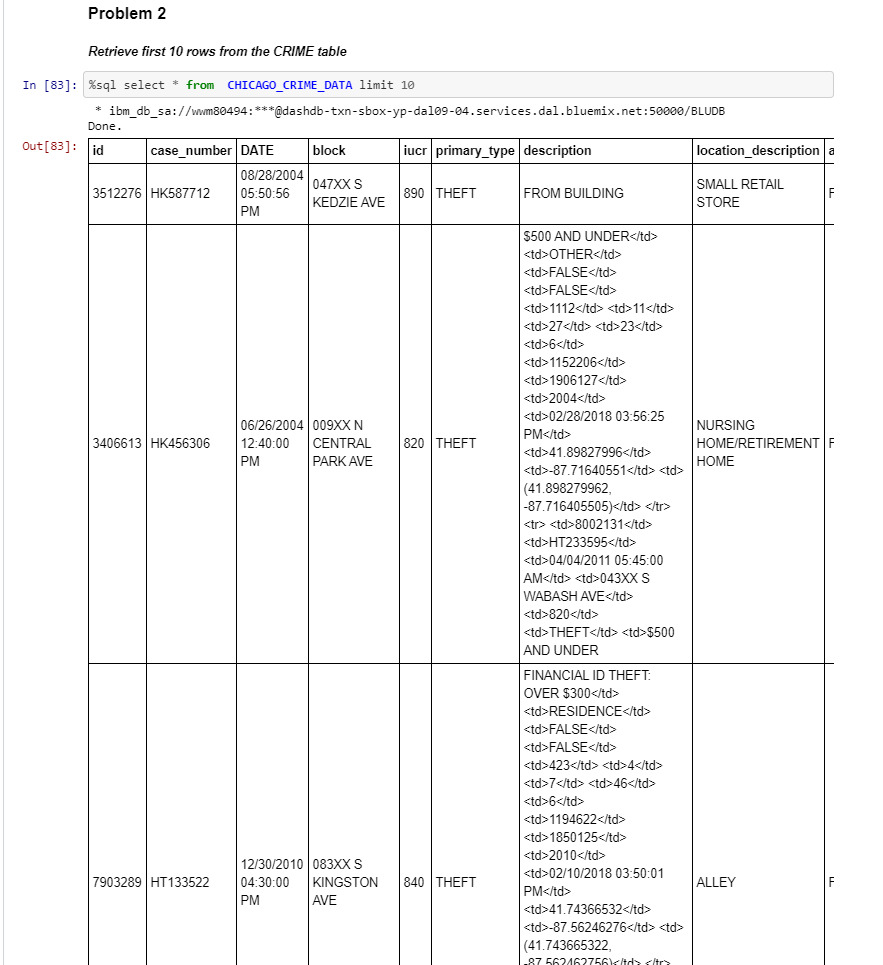 Problem 2
Retrieve first 10 rows from the CRIME table
In [83]: %sql select * from  CHICAGO_CRIME_DATA limit 10
* ibm_db_sa://wwm80494:***@dashdb-txn-sbox-yp-dal09-04.services.dal.bluemix.net:50000/BLUDB
Done.
Out[83]:
id case_number DATE block iucr primary_type description location_description a
3512276 HK587712
08/28/2004
05:50:56
PM
047XX S
KEDZIE AVE
890 THEFT FROM BUILDING
SMALL RETAIL
STORE
F
3406613 HK456306
06/26/2004
12:40:00
PM
009XX N
CENTRAL
PARK AVE
820 THEFT
$500 AND UNDER</td>
<td>OTHER</td>
<td>FALSE</td>
<td>FALSE</td>
<td>1112</td> <td>11</td>
<td>27</td> <td>23</td>
<td>6</td>
<td>1152206</td>
<td>1906127</td>
<td>2004</td>
<td>02/28/2018 03:56:25
PM</td>
<td>41.89827996</td>
<td>-87.71640551</td> <td>
(41.898279962,
-87.716405505)</td> </tr>
<tr> <td>8002131</td>
<td>HT233595</td>
<td>04/04/2011 05:45:00
AM</td> <td>043XX S
WABASH AVE</td>
<td>820</td>
<td>THEFT</td> <td>$500
AND UNDER
NURSING
HOME/RETIREMENT
HOME
F
7903289 HT133522
12/30/2010
04:30:00
PM
083XX S
KINGSTON
AVE
840 THEFT
FINANCIAL ID THEFT:
OVER $300</td>
<td>RESIDENCE</td>
<td>FALSE</td>
<td>FALSE</td>
<td>423</td> <td>4</td>
<td>7</td> <td>46</td>
<td>6</td>
<td>1194622</td>
<td>1850125</td>
<td>2010</td>
<td>02/10/2018 03:50:01
PM</td>
<td>41.74366532</td>
<td>-87.56246276</td> <td>
(41.743665322,
-87.562462756)</td> </tr>
ALLEY
F